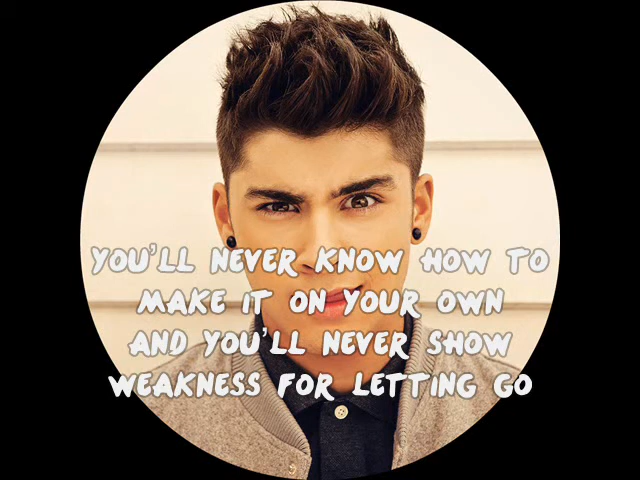 YOU'LL NEVER KNOW HOW TO
MAKE IT ON YOUR OWN
AND YOU'LL NEVER SHOW
WEAKNESS FOR LETTING GO